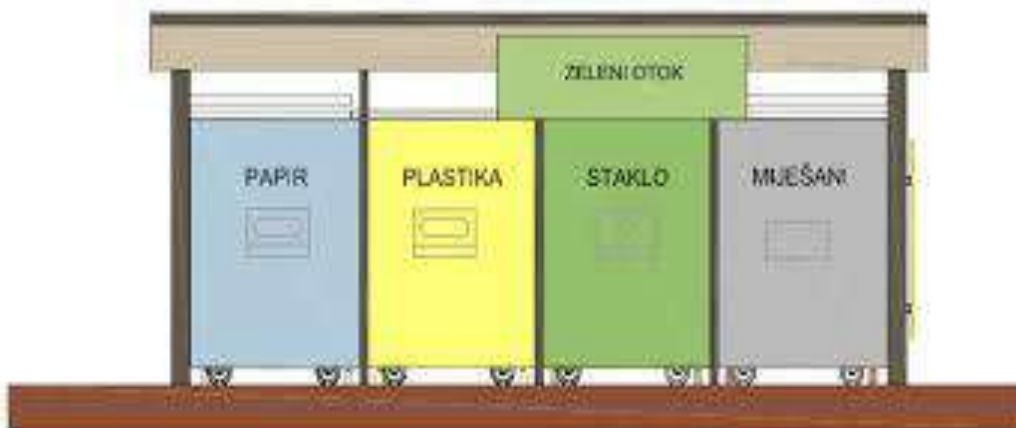 ZELENI OTOK
PAPIR
PLASTIKA
STAKLO
MIJEŠANI